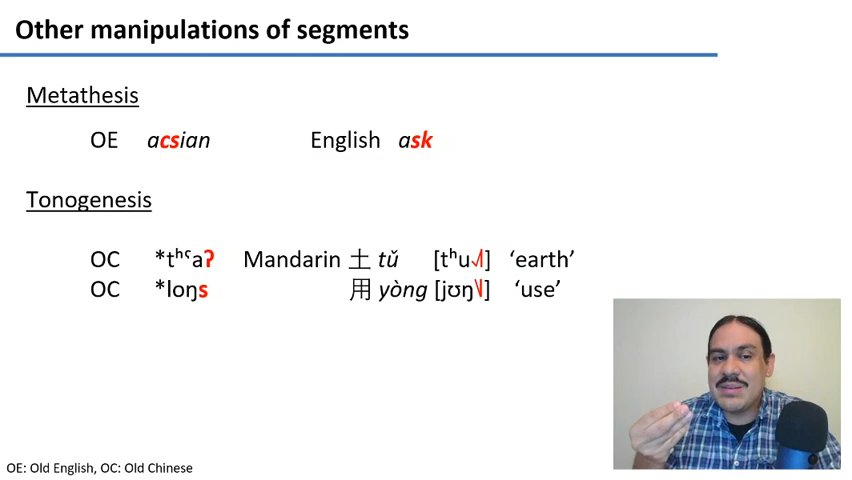 Other manipulations of segments
Metathesis
OE acsian English ask
Tonogenesis
OC *tʰˤaʔ Mandarin 土 tǔ [tʰu˨˩˦] ‘earth’
OC *loŋs 用 yòng [jʊŋ˥˩] ‘use’
OE: Old English, OC: Old Chinese